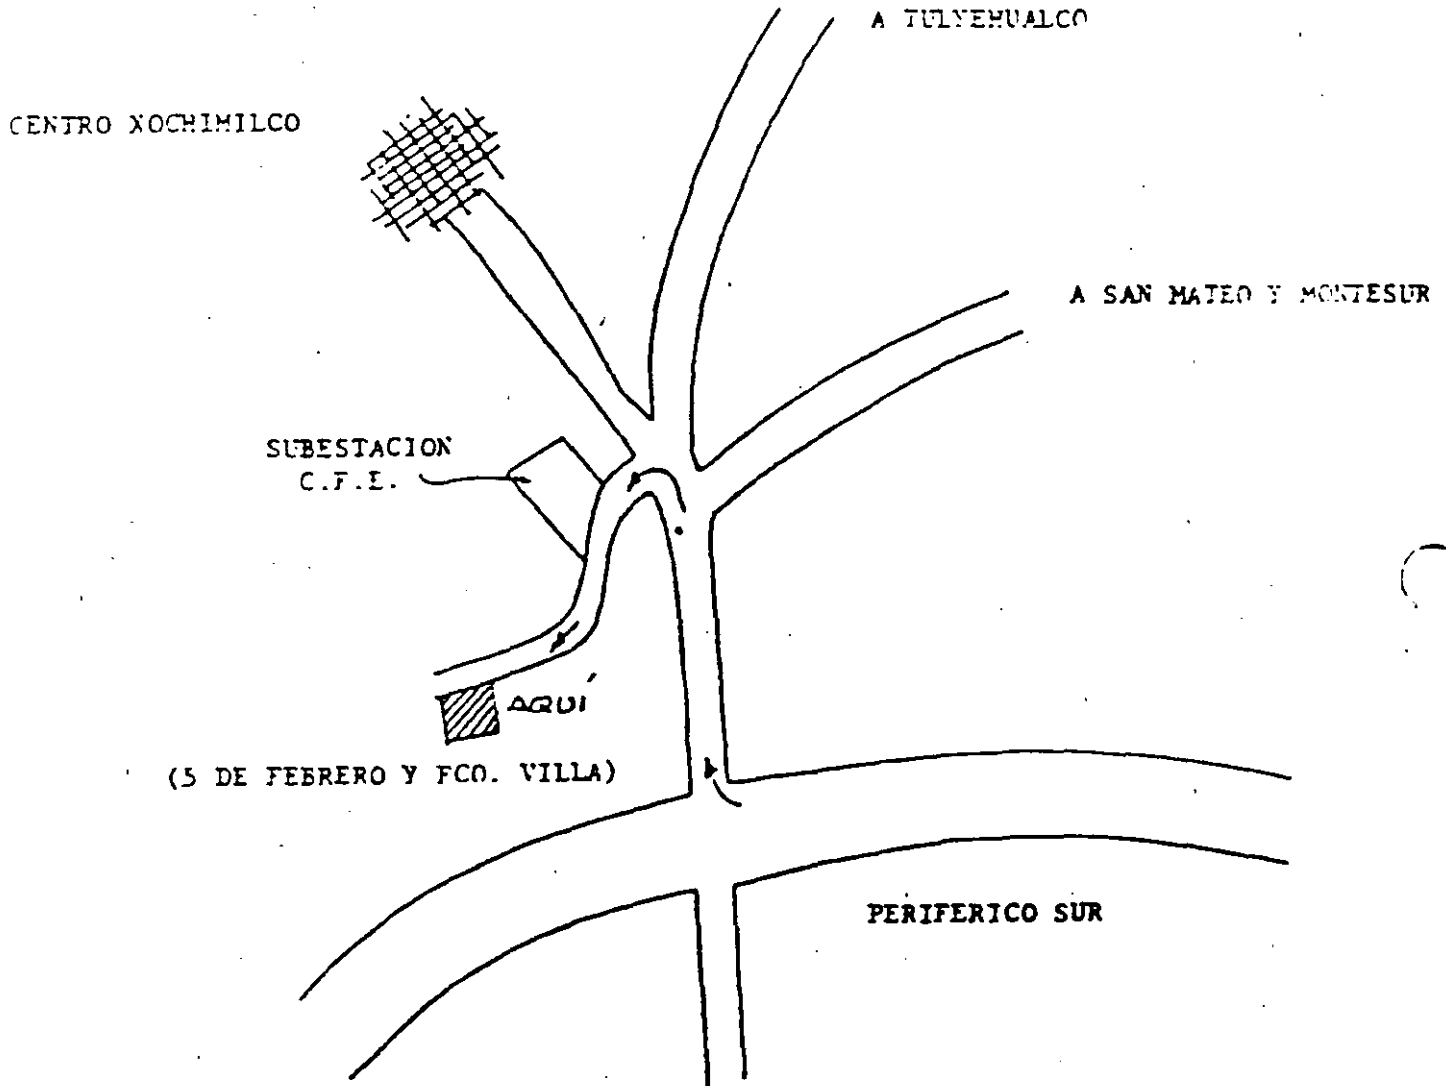 A TULYEHUALCO
CENTRO XOCHIMILCO
A SAN MATEO Y MONTESUR
SUBESTACION
C.F.E.
AQUÍ
(5 DE FEBRERO Y FCO. VILLA)
PERIFERICO SUR